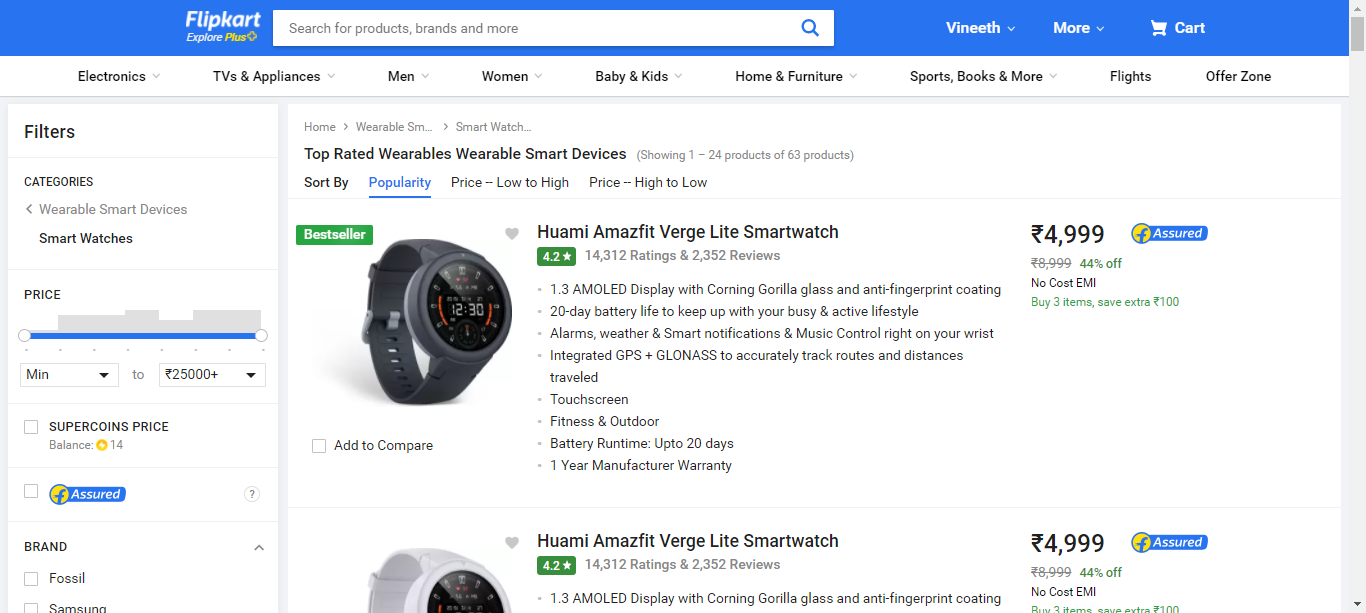 Flipkart
Explore Plus
Search for products, brands and more
Vineeth
More
Cart
Electronics
TVs & Appliances
Men
Women
Baby & Kids
Home & Furniture
Sports, Books & More
Flights
Offer Zone
Filters
CATEGORIES
Wearable Smart Devices
Smart Watches
PRICE
Min
to
₹25000+
SUPERCOINS PRICE
Balance: 14
Assured
?
BRAND
Fossil
Samsung
Home > Wearable Sm... > Smart Watch...
Top Rated Wearables Wearable Smart Devices (Showing 1 – 24 products of 63 products)
Sort By Popularity Price -- Low to High Price -- High to Low
Bestseller
12:30
Add to Compare
Huami Amazfit Verge Lite Smartwatch
4.2★ 14,312 Ratings & 2,352 Reviews
1.3 AMOLED Display with Corning Gorilla glass and anti-fingerprint coating
20-day battery life to keep up with your busy & active lifestyle
Alarms, weather & Smart notifications & Music Control right on your wrist
Integrated GPS + GLONASS to accurately track routes and distances
traveled
Touchscreen
Fitness & Outdoor
Battery Runtime: Upto 20 days
1 Year Manufacturer Warranty
₹4,999 Assured
₹8,999 44% off
No Cost EMI
Buy 3 items, save extra ₹100
Huami Amazfit Verge Lite Smartwatch
4.2★ 14,312 Ratings & 2,352 Reviews
1.3 AMOLED Display with Corning Gorilla glass and anti-fingerprint coating
₹4,999 Assured
₹8,999 44% off
No Cost EMI
Buy 3 items, save extra ₹100